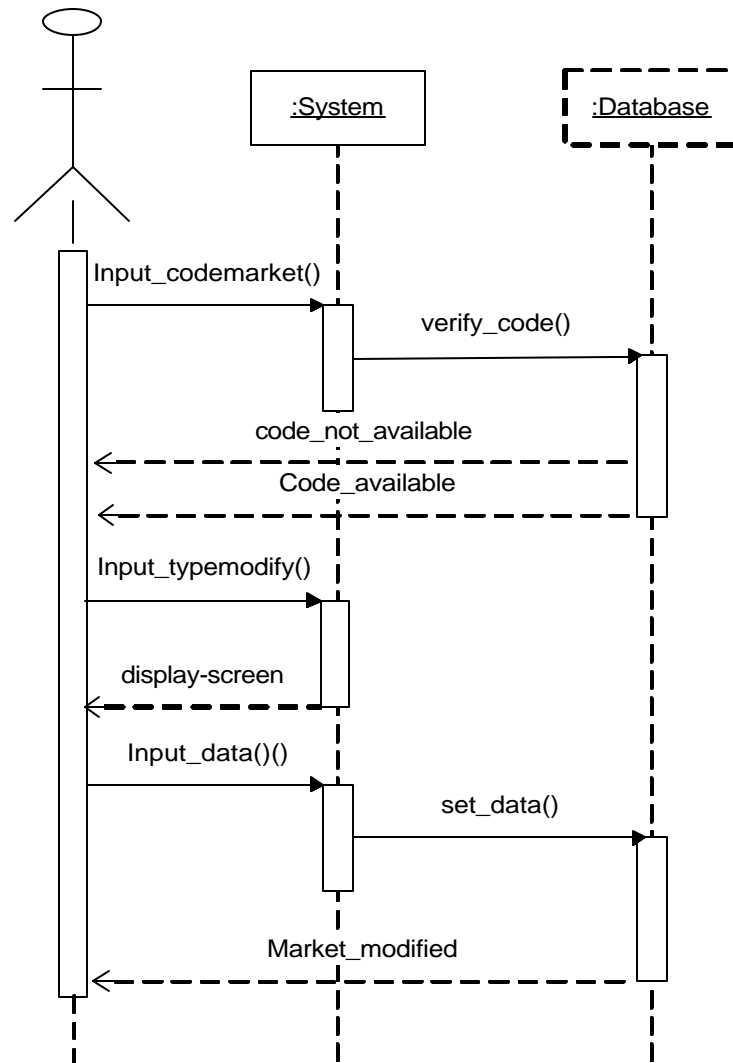 :System
:Database
Input_codemarket()
verify_code()
code_not_available
Code_available
Input_typemodify()
display-screen
Input_data()()
set_data()
Market_modified